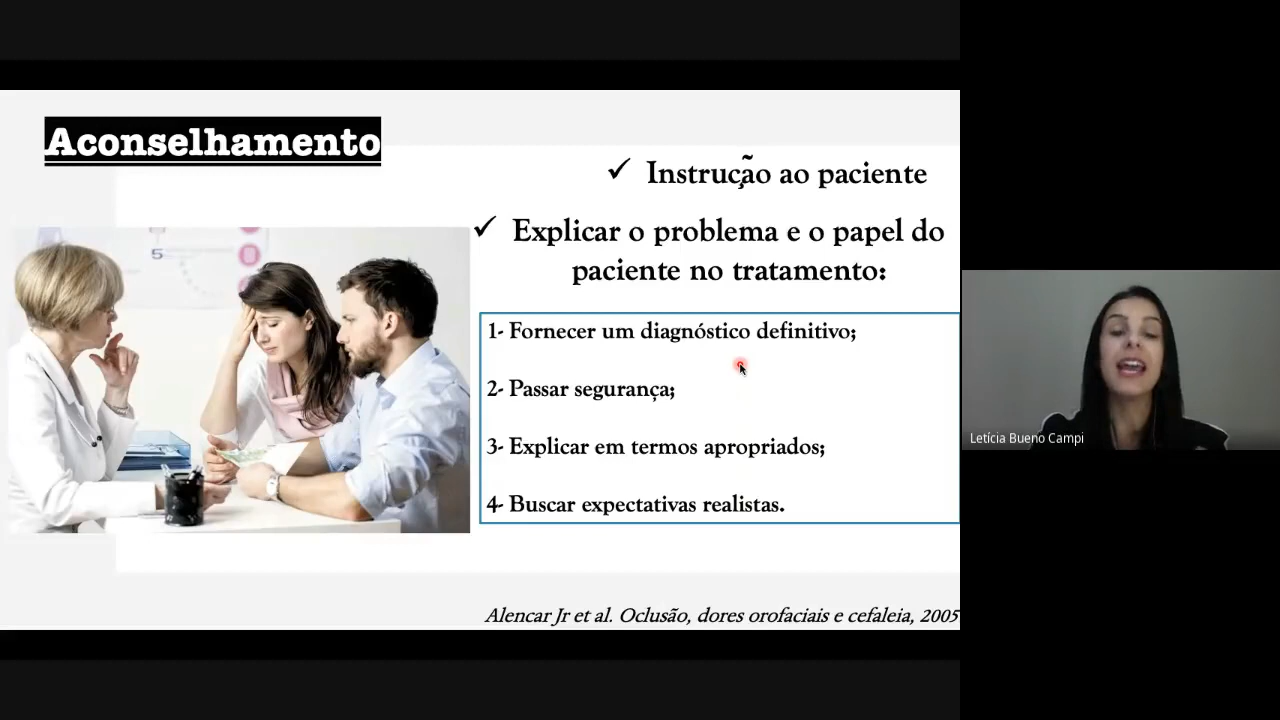 Aconselhamento
✓ Instrução ao paciente
✓ Explicar o problema e o papel do
paciente no tratamento:
5
1- Fornecer um diagnóstico definitivo;
2- Passar segurança;
3- Explicar em termos apropriados;
4- Buscar expectativas realistas.
Letícia Bueno Campi
Alencar Jr et al. Oclusão, dores orofaciais e cefaleia, 2005